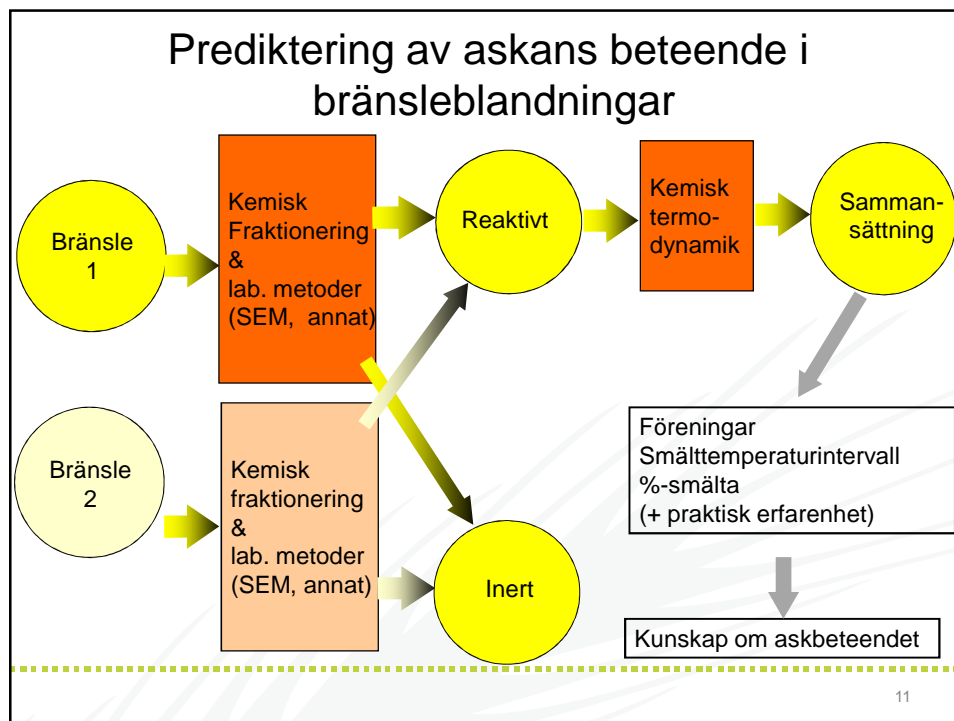 Prediktering av askans beteende i
bränsleblandningar
Bränsle
1
Kemisk
Fraktionering
&
lab. metoder
(SEM, annat)
Reaktivt
Kemisk
termo-
dynamik
Samman-
sättning
Bränsle
2
Kemisk
fraktionering
&
lab. metoder
(SEM, annat)
Inert
Föreningar
Smälttemperaturintervall
%-smälta
(+ praktisk erfarenhet)
Kunskap om askbeteendet
11